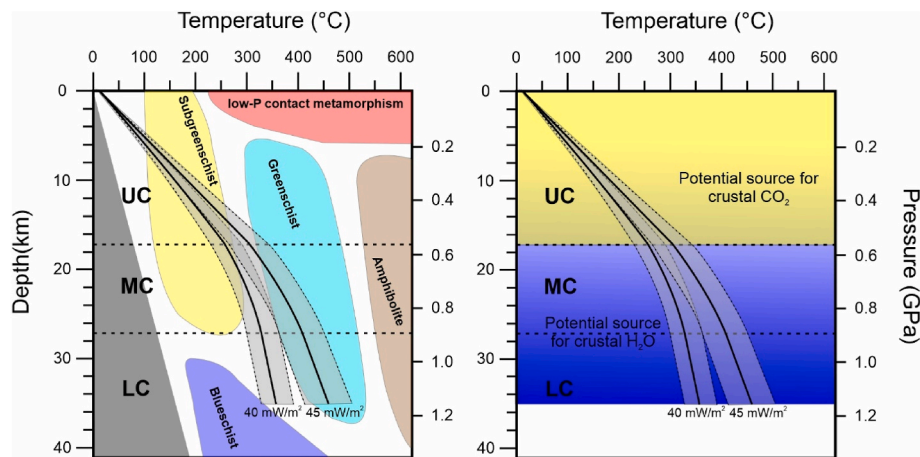 Temperature (°C)
0 100 200 300 400 500 600
Depth(km)
0
10
20
30
40
0.2
0.4
0.6
0.8
1.0
1.2
low-P contact metamorphism
Subgreenschist
Greenschist
Amphibolite
Blueschist
UC
MC
LC
40 mW/m²
45 mW/m²
Temperature (°C)
0 100 200 300 400 500 600
Pressure (GPa)
0
10
20
30
40
0.2
0.4
0.6
0.8
1.0
1.2
UC
MC
LC
Potential source for
crustal CO₂
Potential source
for crustal H₂O
40 mW/m²
45 mW/m²